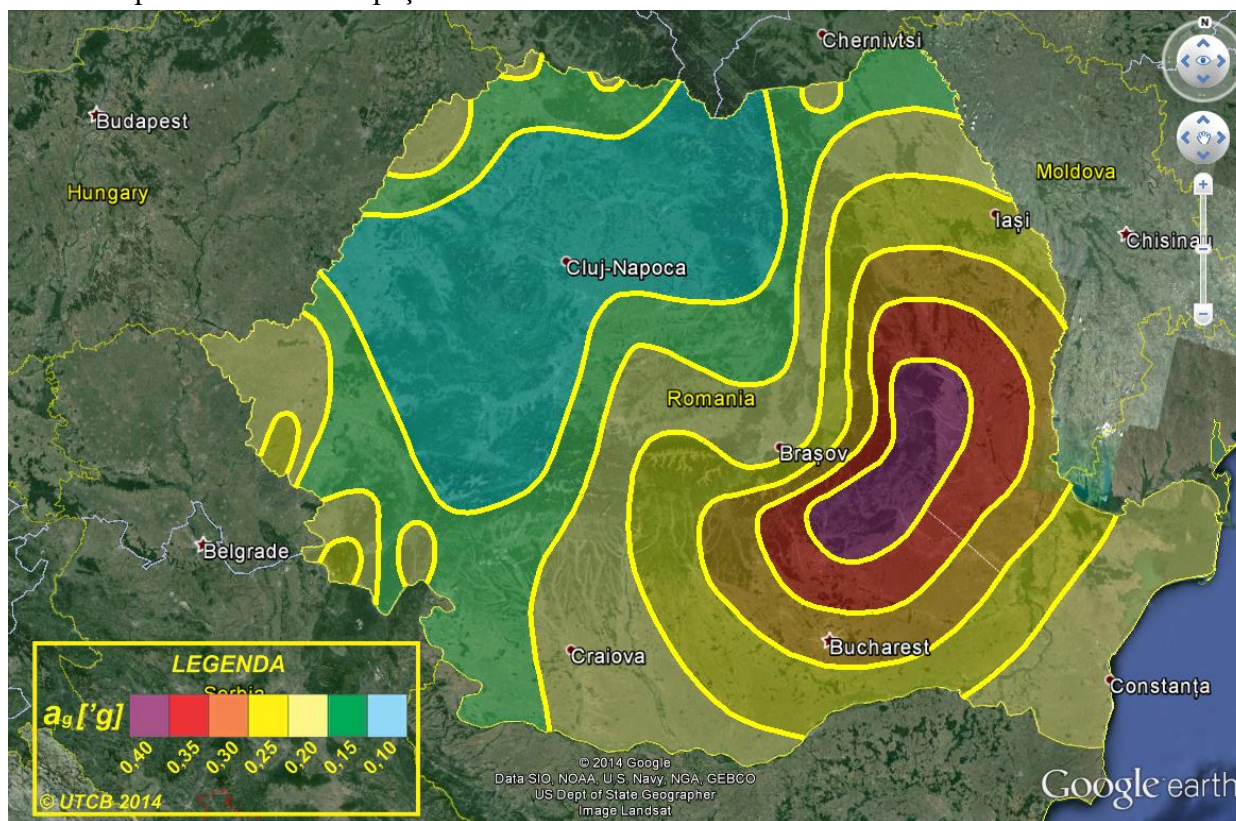 Chernivtsi
N
Budapest
Hungary
Moldova
Iași
Chisinau
Cluj-Napoca
Romania
Brașov
Belgrade
Bucharest
Craiova
Constanța
LEGENDA
Serbia
ag ['g]
0,40 0,35 0,30 0,25 0,20 0,15 0,10
© UTCB 2014
© 2014 Google
Data SIO, NOAA, U.S. Navy, NGA, GEBCO
US Dept of State Geographer
Image Landsat
Google earth